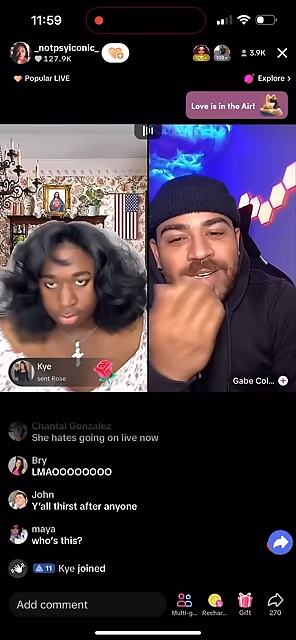 11:59
_notpsyiconic_
127.9K
100+
100+
3.9K
Popular LIVE
Explore >
Love is in the Air!
Kye
sent Rose
Gabe Col...
Chantal Gonzalez
She hates going on live now
Bry
LMAOOOOOOOO
John
Y'all thirst after anyone
maya
who's this?
11 Kye joined
Add comment
Multi-g...
Rechar...
Gift
270